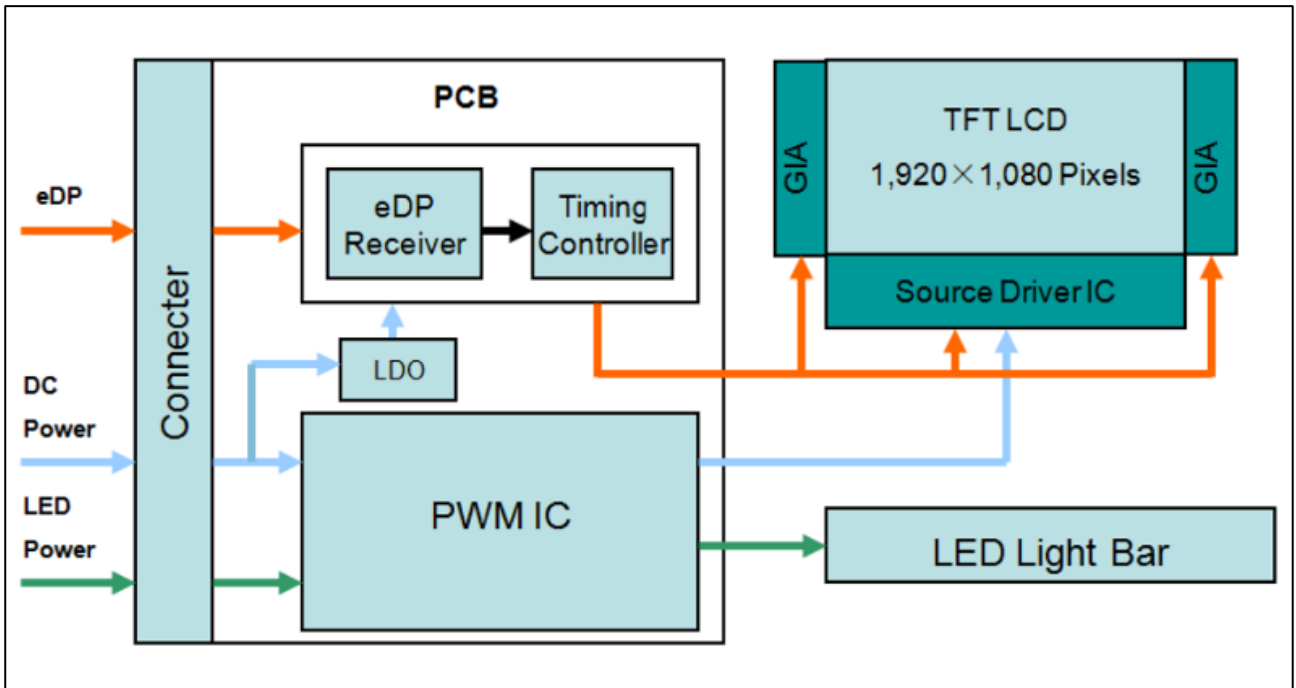 PCB
eDP
eDP
Receiver
Timing
Controller
GIA
TFT LCD
1,920×1,080 Pixels
GIA
Source Driver IC
Connecter
LDO
DC
Power
LED
Power
PWM IC
LED Light Bar